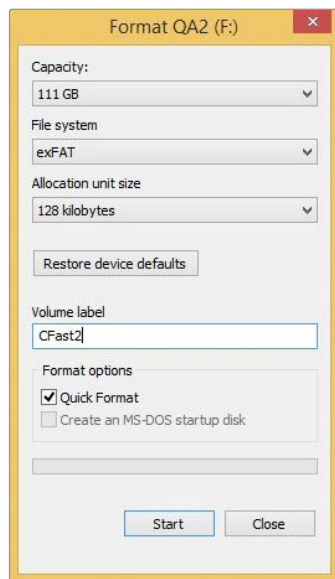 Format QA2 (F:)
Capacity:
111 GB
File system
exFAT
Allocation unit size
128 kilobytes
Restore device defaults
Volume label
CFast2
Format options
Quick Format
Create an MS-DOS startup disk
Start Close